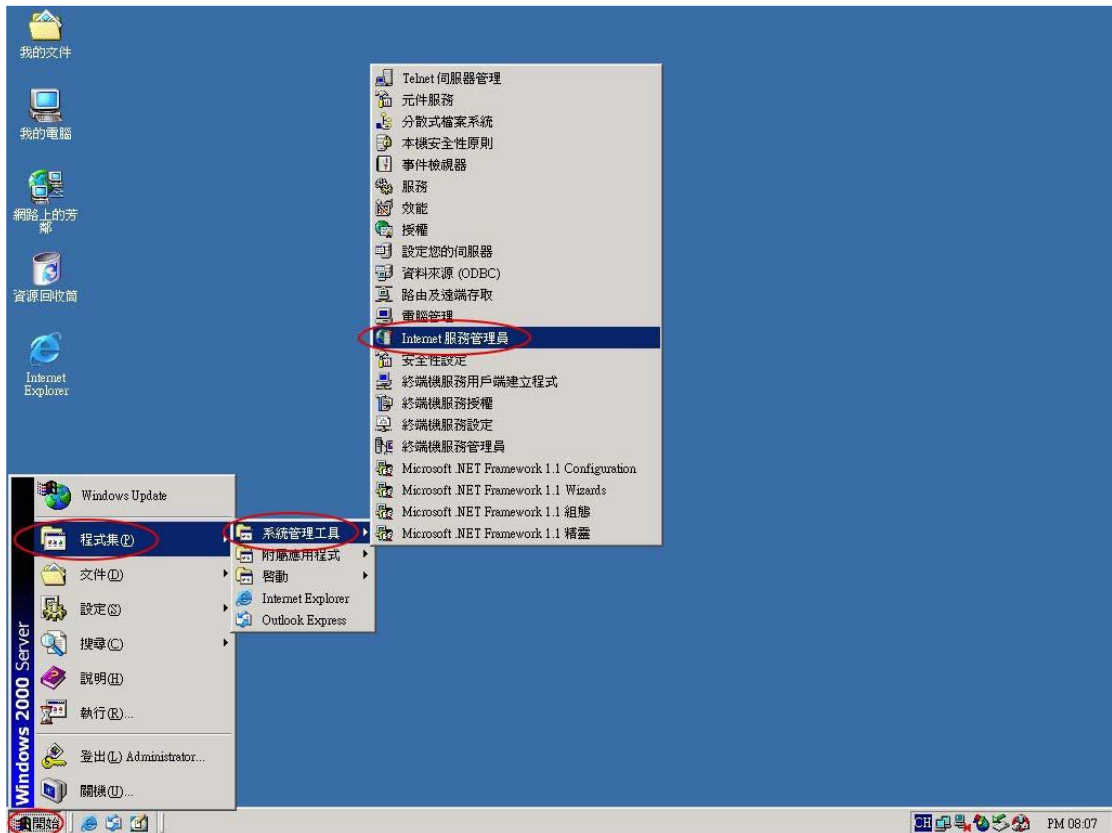 我的文件
我的電腦
網路上的芳
鄰
資源回收筒
Internet
Explorer
Telnet 伺服器管理
元件服務
分散式檔案系統
本機安全性原則
事件檢視器
服務
效能
授權
設定您的伺服器
資料來源 (ODBC)
路由及遠端存取
電腦管理
Internet 服務管理員
安全性設定
終端機服務用戶端建立程式
終端機服務授權
終端機服務設定
終端機服務管理員
Microsoft .NET Framework 1.1 Configuration
Microsoft .NET Framework 1.1 Wizards
Microsoft .NET Framework 1.1 組態
Microsoft .NET Framework 1.1 精靈
Windows Update
程式集(P)
文件(D)
設定(S)
搜尋(C)
說明(H)
執行(R)...
登出(L) Administrator...
關機(U)...
Windows 2000 Server
系統管理工具
附屬應用程式
啓動
Internet Explorer
Outlook Express
開始
CH
PM 08:07